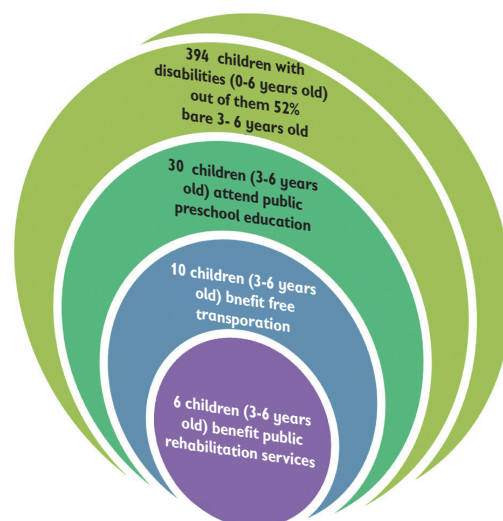 394 children with
disabilities (0-6 years old)
out of them 52%
bare 3- 6 years old
30 children (3-6 years
old) attend public
preschool education
10 children (3-6 years
old) bnefit free
transporation
6 children (3-6 years
old) benefit public
rehabilitation services